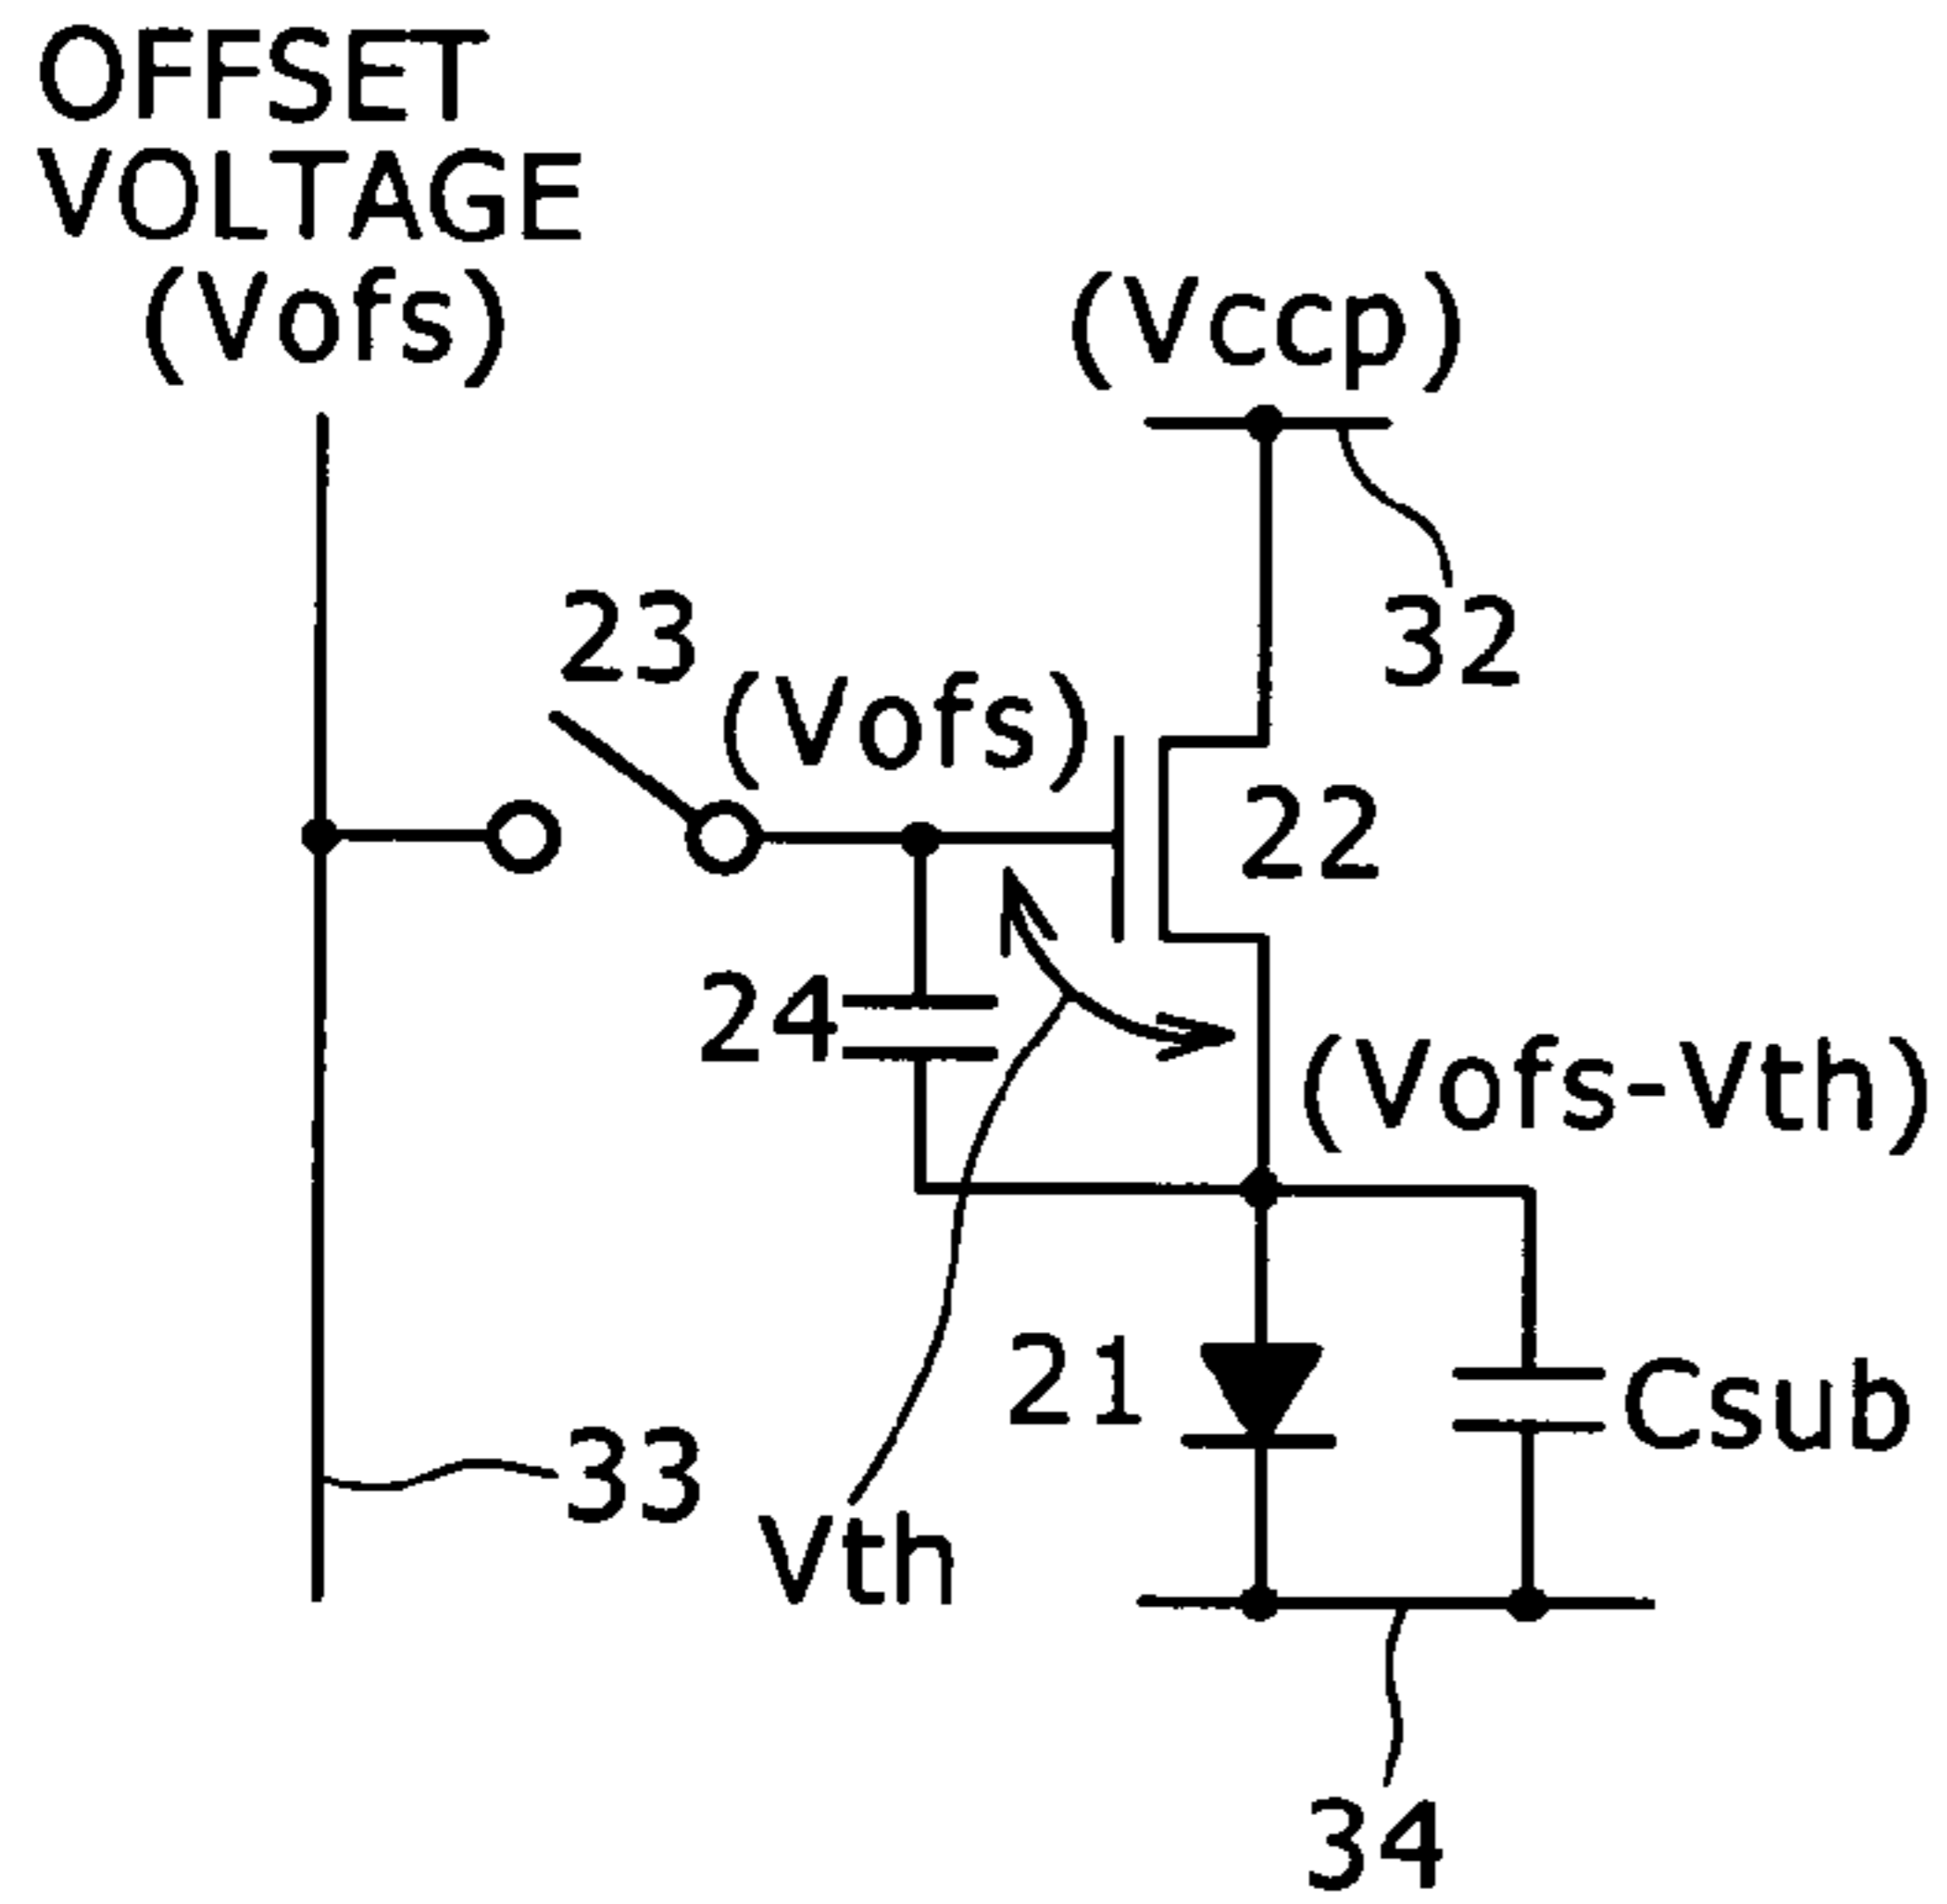 OFFSET
VOLTAGE
(Vofs)
(Vccp)
32
23
(Vofs)
22
24
(Vofs-Vth)
21
Csub
33
Vth
34